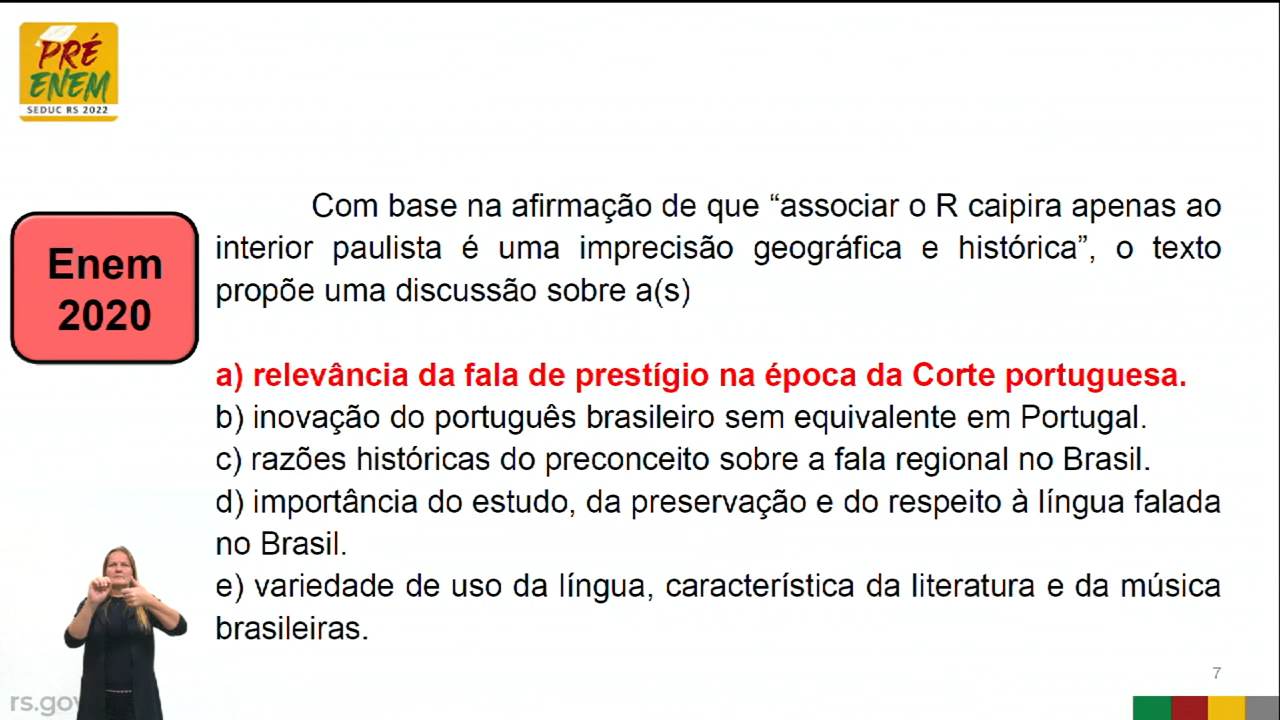 PRÉ
ENEM
SEDUC RS 2022
Enem
2020
Com base na afirmação de que “associar o R caipira apenas ao
interior paulista é uma imprecisão geográfica e histórica”, o texto
propõe uma discussão sobre a(s)
a) relevância da fala de prestígio na época da Corte portuguesa.
b) inovação do português brasileiro sem equivalente em Portugal.
c) razões históricas do preconceito sobre a fala regional no Brasil.
d) importância do estudo, da preservação e do respeito à língua falada
no Brasil.
e) variedade de uso da língua, característica da literatura e da música
brasileiras.
7
rs.gov